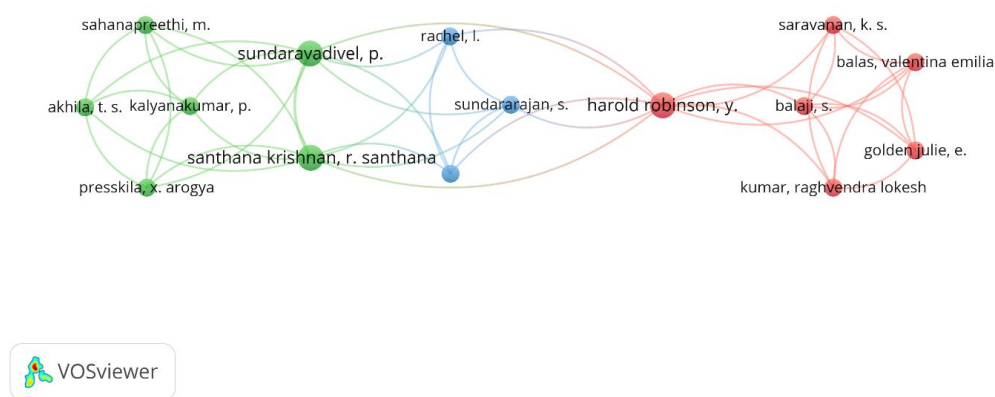 sahanapreethi, m.
saravanan, k. s.
rachel, l.
sundaravadivel, p.
balas, valentina emilia
akhila, t. s.
kalyanakumar, p.
sundararajan, s.
harold robinson, y.
balaji, s.
golden julie, e.
santhana krishnan, r. santhana
presskila, x. arogya
kumar, raghvendra lokesh
VOSviewer